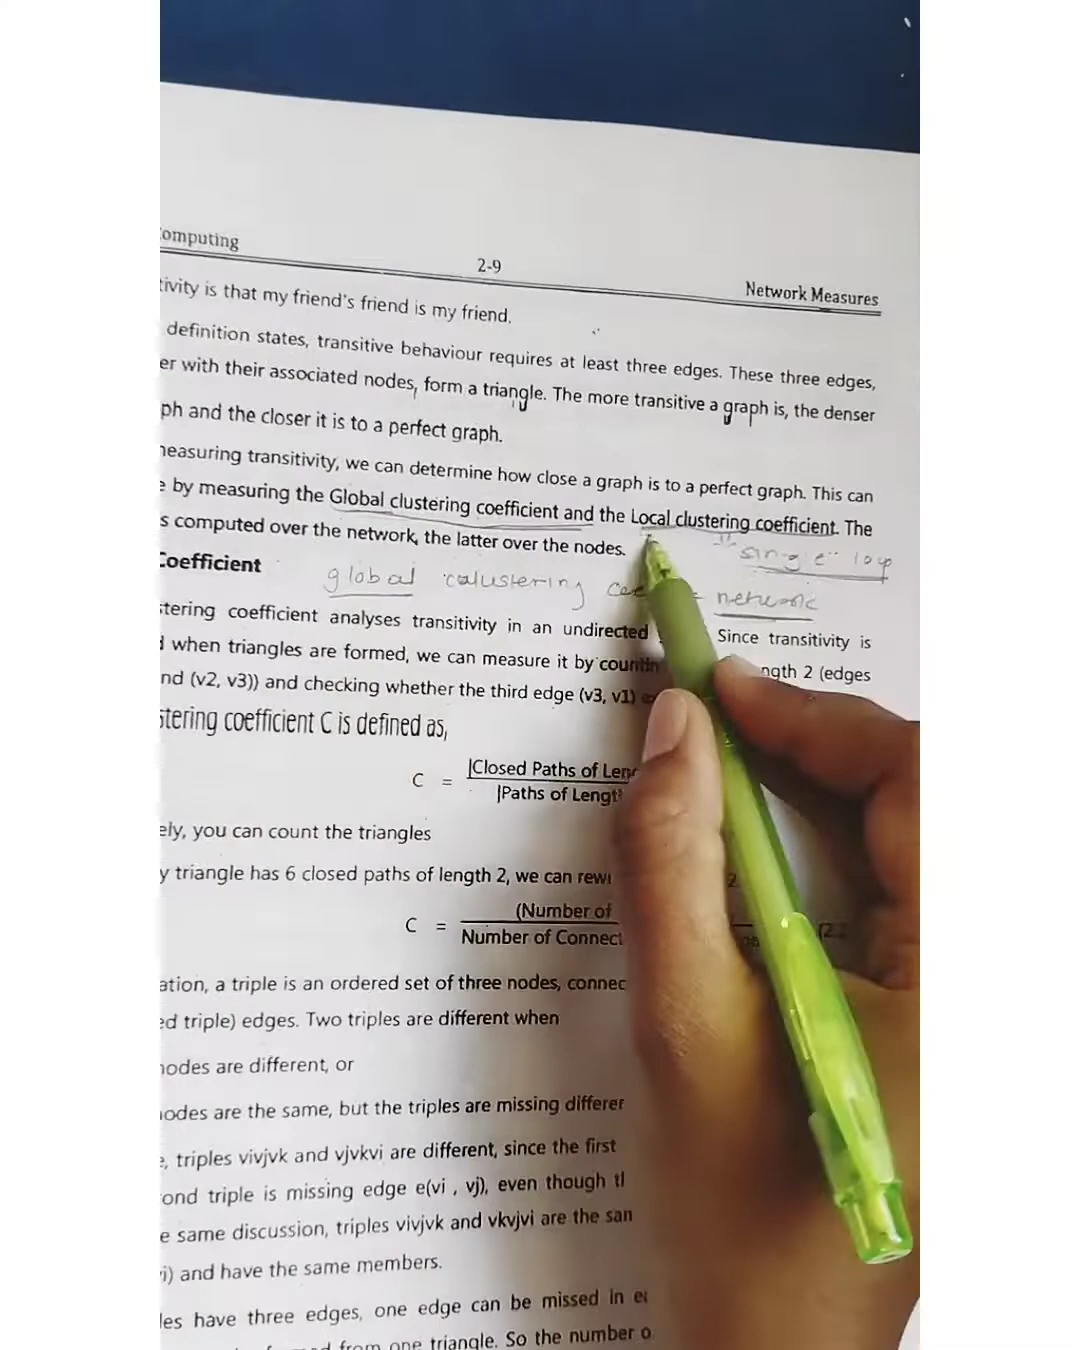 omputing
2-9
Network Measures
tivity is that my friend's friend is my friend.
definition states, transitive behaviour requires at least three edges. These three edges,
er with their associated nodes, form a triangle. The more transitive a graph is, the denser
ph and the closer it is to a perfect graph.
neasuring transitivity, we can determine how close a graph is to a perfect graph. This can
e by measuring the Global clustering coefficient and the Local clustering coefficient. The
s computed over the network, the latter over the nodes.
single
Coefficient
global calustering network
stering coefficient analyses transitivity in an undirected Since transitivity is
d when triangles are formed, we can measure it by countin ngth 2 (edges
nd (v2, v3)) and checking whether the third edge (v3, v1)
stering coefficient C is defined as,
C = |Closed Paths of Len
|Paths of Lengt
ely, you can count the triangles
y triangle has 6 closed paths of length 2, we can rewr
C = (Number of
Number of Connect
ation, a triple is an ordered set of three nodes, connec
ed triple) edges. Two triples are different when
nodes are different, or
nodes are the same, but the triples are missing differer
e, triples vivjvk and vjvkvi are different, since the first
ond triple is missing edge e(vi , vj), even though tl
e same discussion, triples vivjvk and vkvjvi are the san
i) and have the same members.
les have three edges, one edge can be missed in e
from one triangle. So the number o